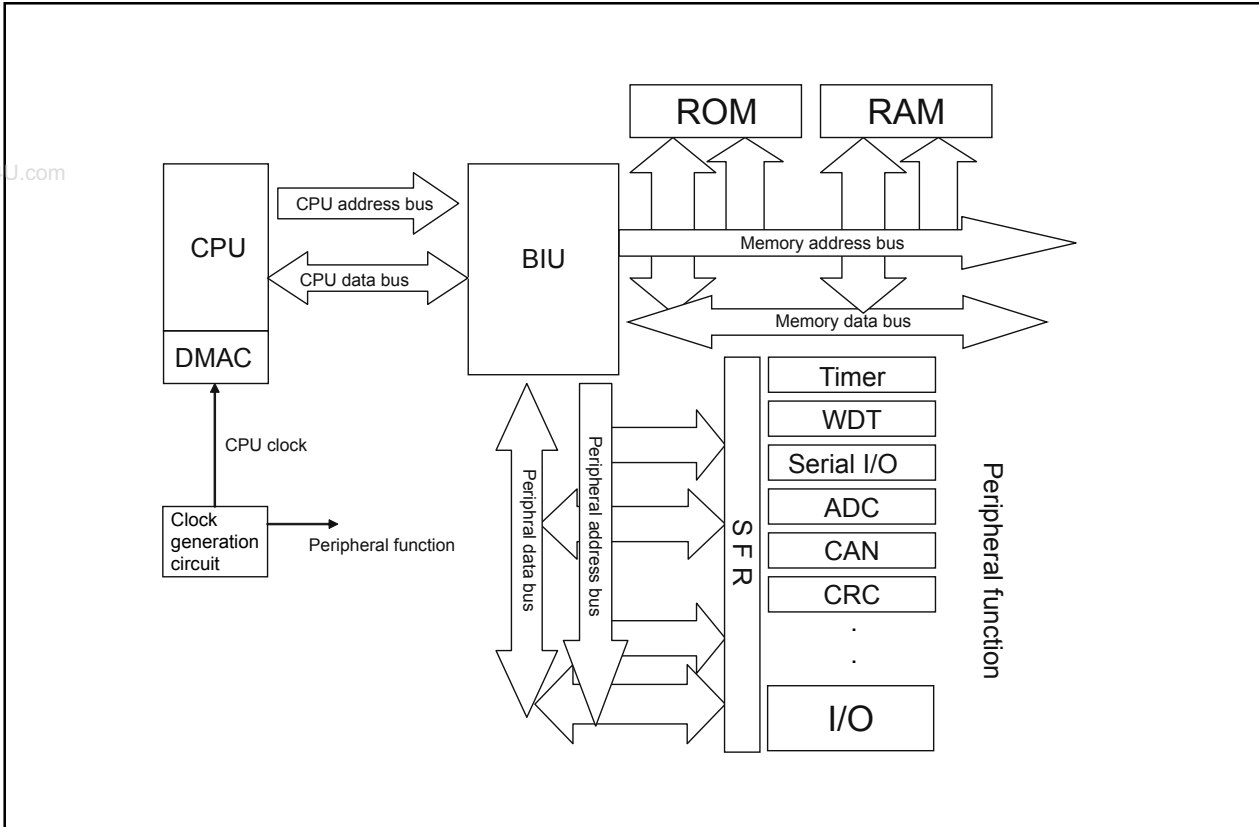 ROM
RAM
U.com
CPU address bus
CPU
BIU
Memory address bus
CPU data bus
Memory data bus
DMAC
Timer
WDT
CPU clock
Serial I/O
Peripheral address bus
Periphral data bus
ADC
S F R
Peripheral function
Clock
generation
circuit
Peripheral function
CAN
CRC
.
.
I/O